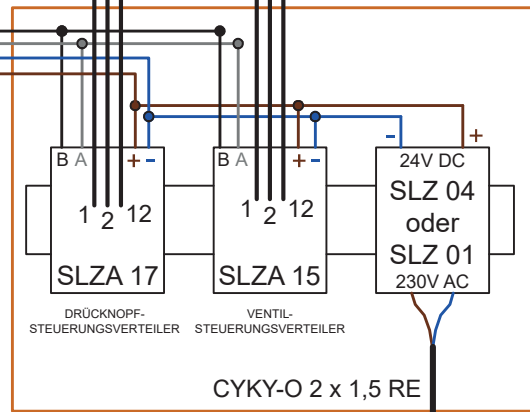 B A + -
1 2 12
SLZA 17
DRÜCKNOPF-
STEUERUNGSVERTEILER
B A + -
1 2 12
SLZA 15
VENTIL-
STEUERUNGSVERTEILER
- +
24V DC
SLZ 04
oder
SLZ 01
230V AC
CYKY-O 2 x 1,5 RE